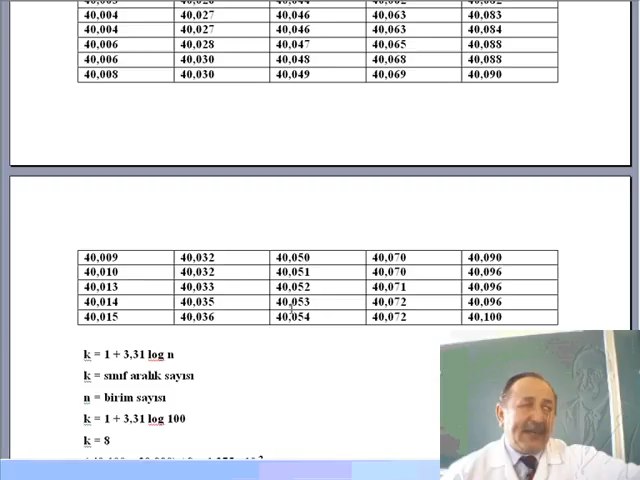 40,004 40,027 40,046 40,063 40,083
40,004 40,027 40,046 40,063 40,084
40,006 40,028 40,047 40,065 40,088
40,006 40,030 40,048 40,068 40,088
40,008 40,030 40,049 40,069 40,090
40,009 40,032 40,050 40,070 40,090
40,010 40,032 40,051 40,070 40,096
40,013 40,033 40,052 40,071 40,096
40,014 40,035 40,053 40,072 40,096
40,015 40,036 40,054 40,072 40,100
k = 1 + 3,31 log n
k = sınıf aralık sayısı
n = birim sayısı
k = 1 + 3,31 log 100
k = 8